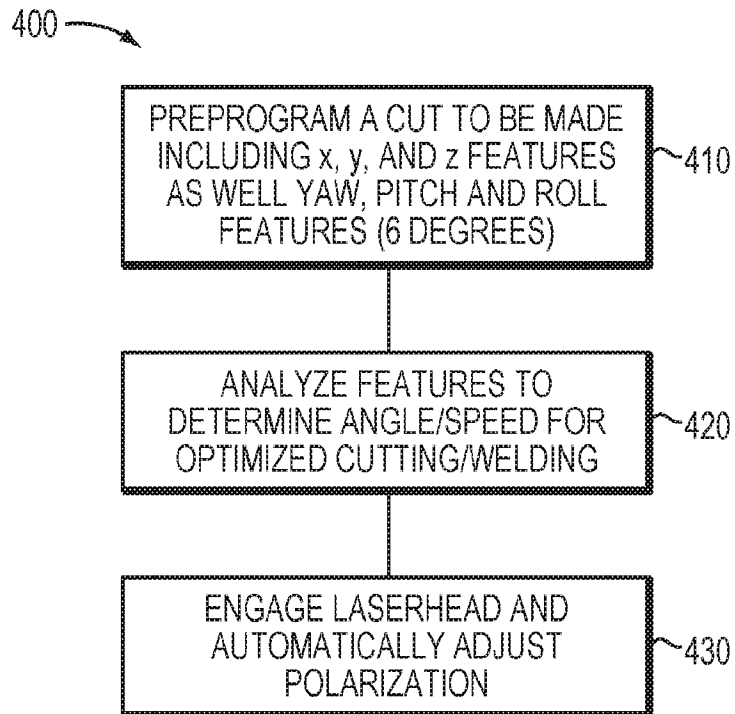 400
PREPROGRAM A CUT TO BE MADE
INCLUDING x, y, AND z FEATURES
AS WELL YAW, PITCH AND ROLL
FEATURES (6 DEGREES)
410
ANALYZE FEATURES TO
DETERMINE ANGLE/SPEED FOR
OPTIMIZED CUTTING/WELDING
420
ENGAGE LASERHEAD AND
AUTOMATICALLY ADJUST
POLARIZATION
430